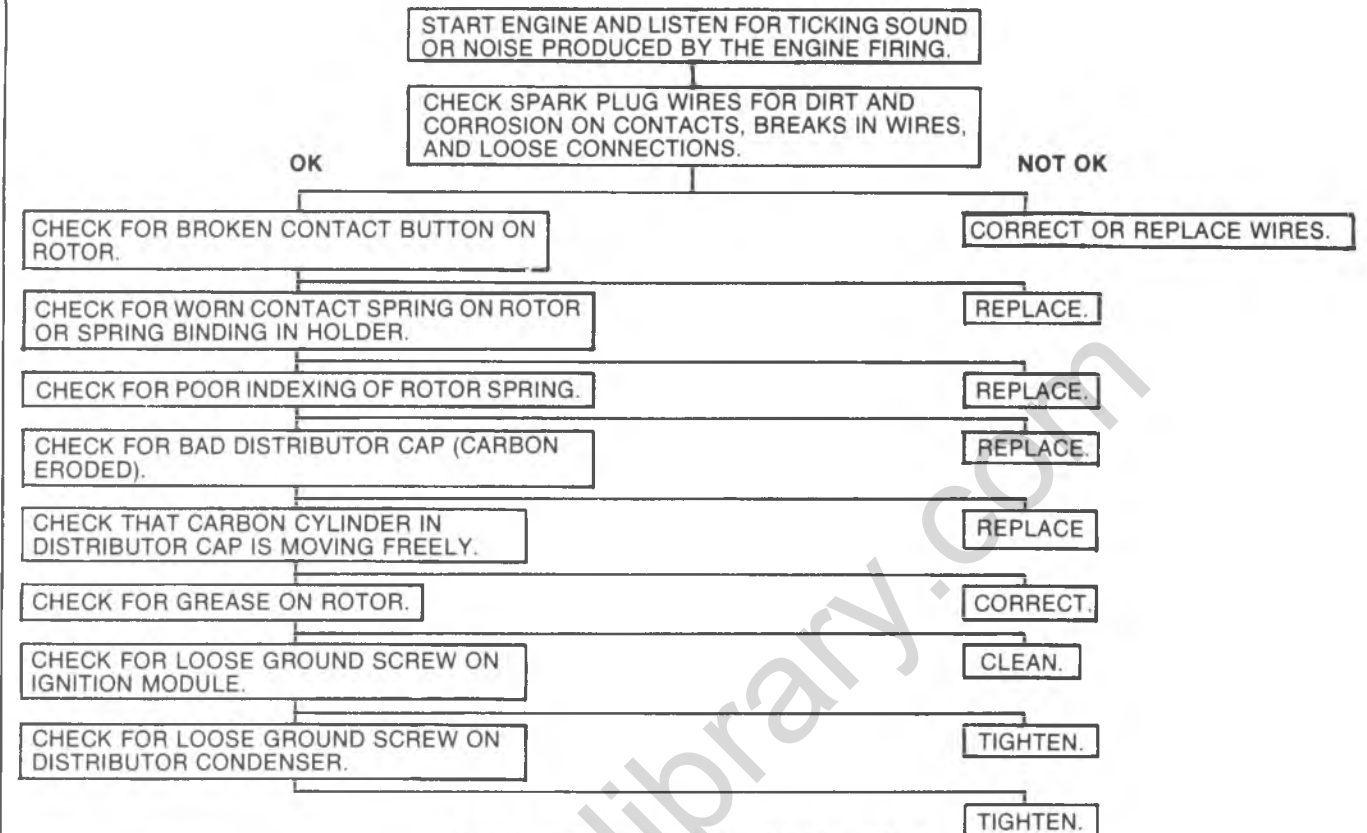 START ENGINE AND LISTEN FOR TICKING SOUND
OR NOISE PRODUCED BY THE ENGINE FIRING.
CHECK SPARK PLUG WIRES FOR DIRT AND
CORROSION ON CONTACTS, BREAKS IN WIRES,
AND LOOSE CONNECTIONS.
OK
NOT OK
CHECK FOR BROKEN CONTACT BUTTON ON
ROTOR.
CORRECT OR REPLACE WIRES.
CHECK FOR WORN CONTACT SPRING ON ROTOR
OR SPRING BINDING IN HOLDER.
REPLACE.
CHECK FOR POOR INDEXING OF ROTOR SPRING.
REPLACE.
CHECK FOR BAD DISTRIBUTOR CAP (CARBON
ERODED).
REPLACE.
CHECK THAT CARBON CYLINDER IN
DISTRIBUTOR CAP IS MOVING FREELY.
REPLACE
CHECK FOR GREASE ON ROTOR.
CORRECT.
CHECK FOR LOOSE GROUND SCREW ON
IGNITION MODULE.
CLEAN.
CHECK FOR LOOSE GROUND SCREW ON
DISTRIBUTOR CONDENSER.
TIGHTEN.
TIGHTEN.
library.com